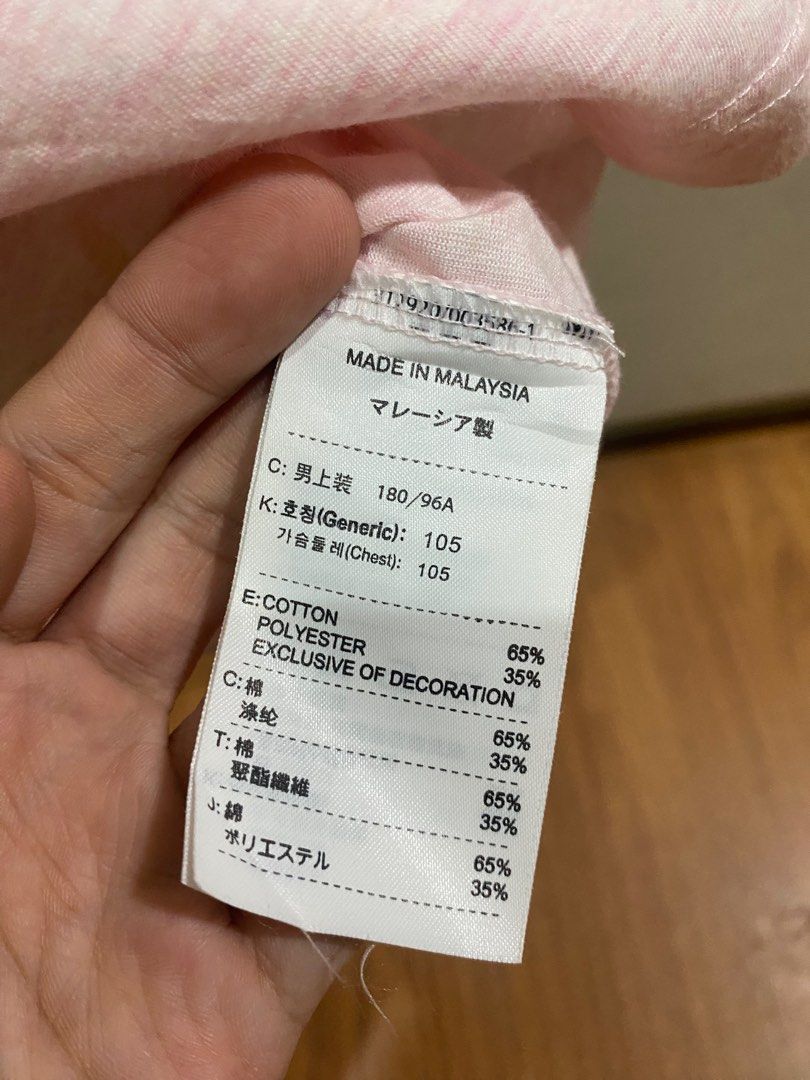 MADE IN MALAYSIA
マレーシア製
C: 男上装 180/96A
K: 호칭(Generic): 105
가슴둘레(Chest): 105
E: COTTON 65%
POLYESTER 35%
EXCLUSIVE OF DECORATION
C: 棉 65%
涤纶 35%
T: 棉 65%
聚酯纖維 35%
J: 綿 65%
ポリエステル 35%